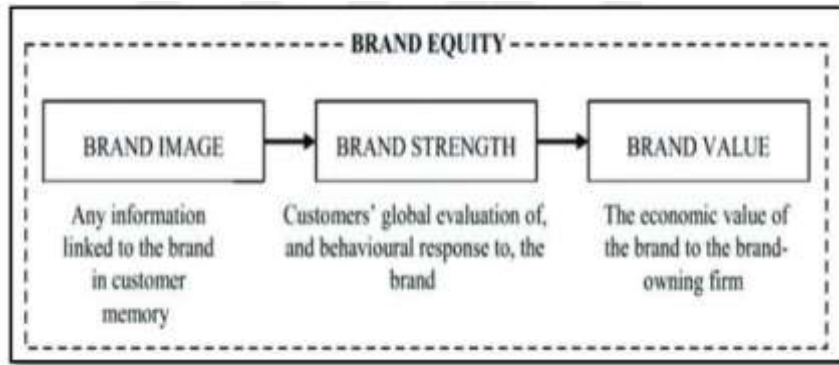 BRAND EQUITY
BRAND IMAGE
BRAND STRENGTH
BRAND VALUE
Any information
linked to the brand
in customer
memory
Customers' global evaluation of,
and behavioural response to, the
brand
The economic value of
the brand to the brand-
owning firm